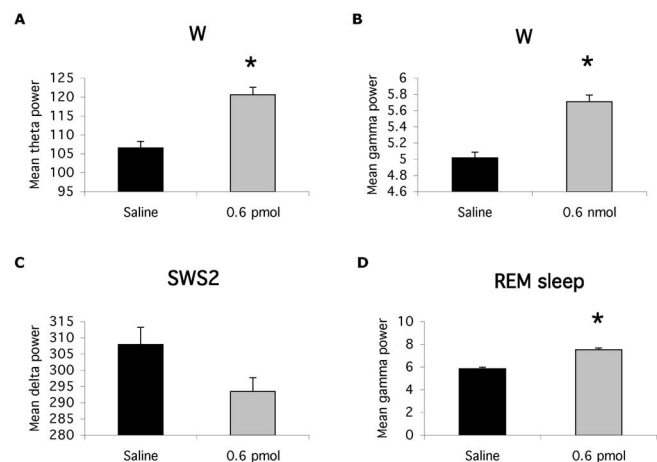 A
W
*
Mean theta power
125
120
115
110
105
100
95
Saline
0.6 pmol
B
W
*
Mean gamma power
6
5.8
5.6
5.4
5.2
5
4.8
4.6
Saline
0.6 nmol
C
SWS2
Mean delta power
315
310
305
300
295
290
285
280
Saline
0.6 pmol
D
REM sleep
*
Mean gamma power
10
8
6
4
2
0
Saline
0.6 pmol